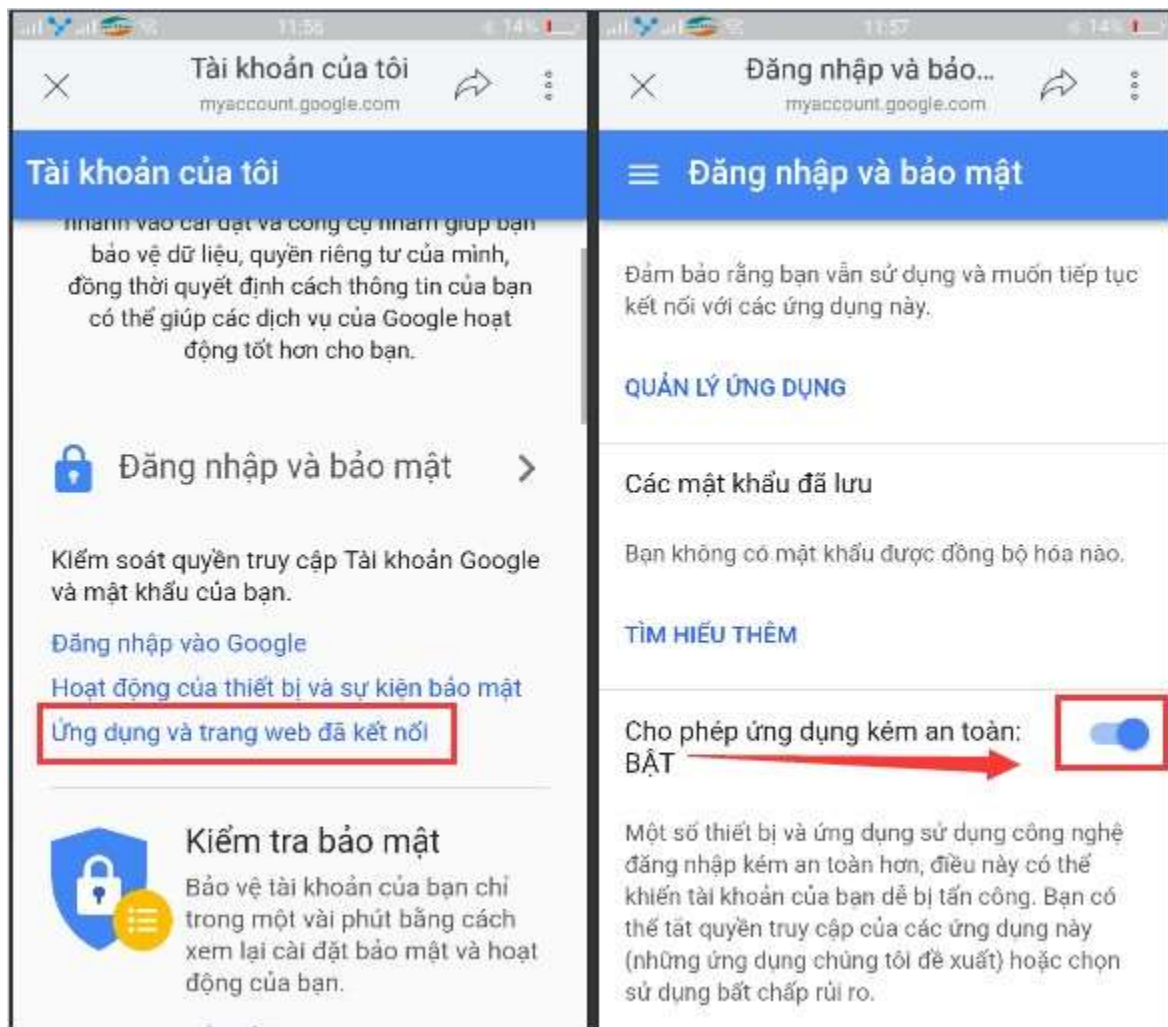 11:56
14%
Tài khoản của tôi
myaccount.google.com
Tài khoản của tôi
nhanh vào cài đặt và công cụ nhằm giúp bạn
bảo vệ dữ liệu, quyền riêng tư của mình,
đồng thời quyết định cách thông tin của bạn
có thể giúp các dịch vụ của Google hoạt
động tốt hơn cho bạn.
Đăng nhập và bảo mật
Kiểm soát quyền truy cập Tài khoản Google
và mật khẩu của bạn.
Đăng nhập vào Google
Hoạt động của thiết bị và sự kiện bảo mật
Ứng dụng và trang web đã kết nối
Kiểm tra bảo mật
Bảo vệ tài khoản của bạn chỉ
trong một vài phút bằng cách
xem lại cài đặt bảo mật và hoạt
động của bạn.
11:57
14%
Đăng nhập và bảo...
myaccount.google.com
Đăng nhập và bảo mật
Đảm bảo rằng bạn vẫn sử dụng và muốn tiếp tục
kết nối với các ứng dụng này.
QUẢN LÝ ỨNG DỤNG
Các mật khẩu đã lưu
Bạn không có mật khẩu được đồng bộ hóa nào.
TÌM HIỂU THÊM
Cho phép ứng dụng kém an toàn:
BẬT
Một số thiết bị và ứng dụng sử dụng công nghệ
đăng nhập kém an toàn hơn, điều này có thể
khiến tài khoản của bạn dễ bị tấn công. Bạn có
thể tắt quyền truy cập của các ứng dụng này
(những ứng dụng chúng tôi đề xuất) hoặc chọn
sử dụng bất chấp rủi ro.